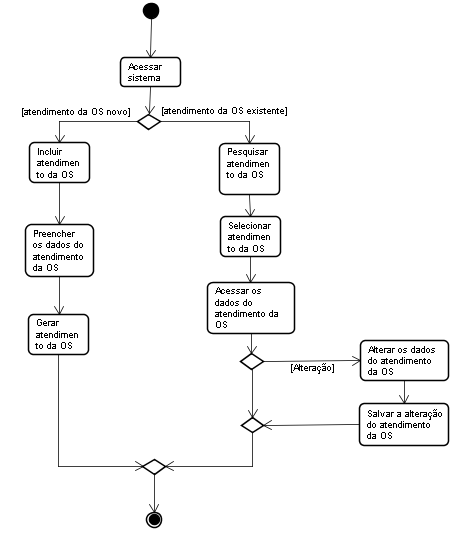 Acessar
sistema
[atendimento da OS novo]
[atendimento da OS existente]
Incluir
atendimen
to da OS
Pesquisar
atendimen
to da OS
Preencher
os dados do
atendimento
da OS
Selecionar
atendimen
to da OS
Acessar os
dados do
atendimento da
OS
Gerar
atendimen
to da OS
[Alteração]
Alterar os dados
do atendimento
da OS
Salvar a alteração
do atendimento
da OS